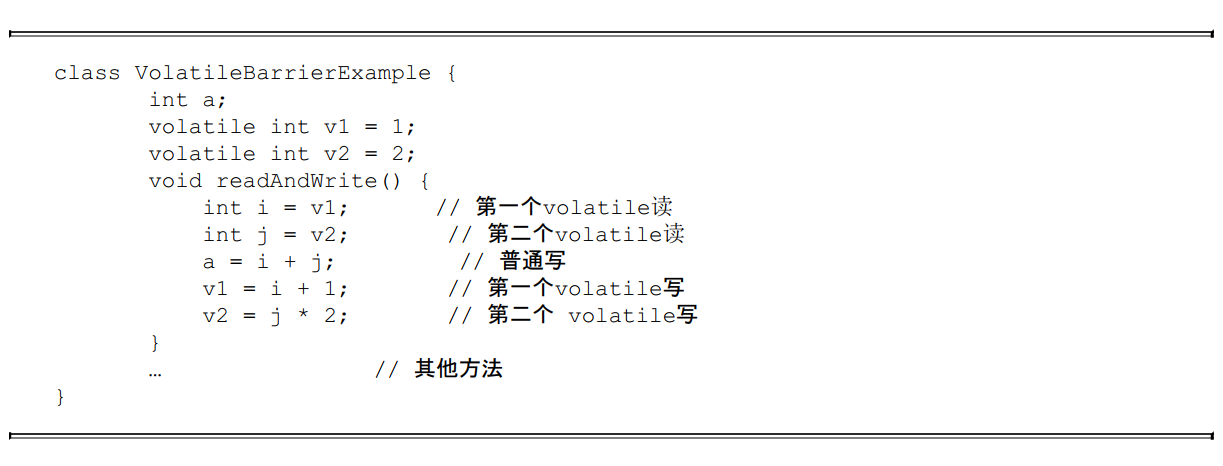 class VolatileBarrierExample {
int a;
volatile int v1 = 1;
volatile int v2 = 2;
void readAndWrite() {
int i = v1; // 第一个volatile读
int j = v2; // 第二个volatile读
a = i + j; // 普通写
v1 = i + 1; // 第一个volatile写
v2 = j * 2; // 第二个 volatile写
}
… // 其他方法
}